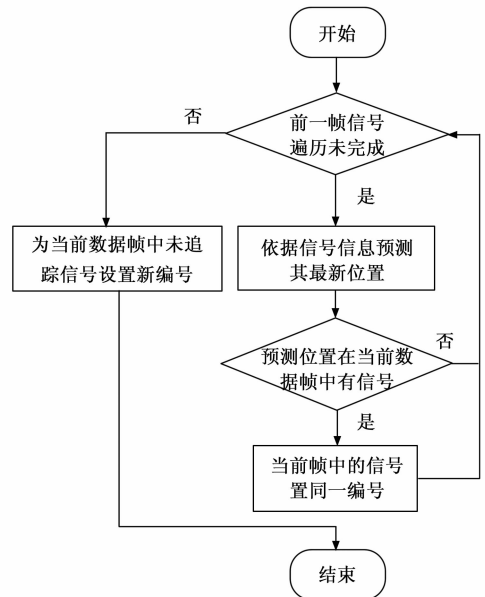 开始
前一帧信号
遍历未完成
否
是
为当前数据帧中未追
踪信号设置新编号
依据信号信息预测
其最新位置
预测位置在当前数
据帧中有信号
否
是
当前帧中的信号
置同一编号
结束